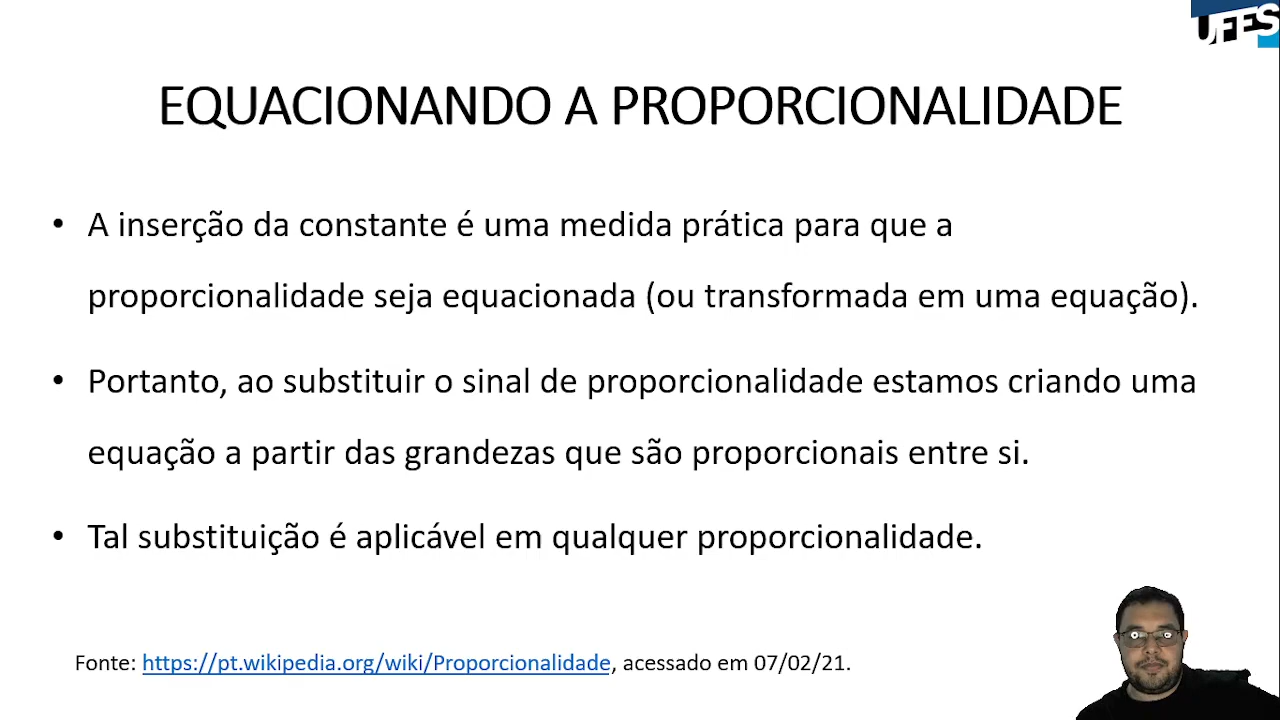 UFES
EQUACIONANDO A PROPORCIONALIDADE
• A inserção da constante é uma medida prática para que a
proporcionalidade seja equacionada (ou transformada em uma equação).
• Portanto, ao substituir o sinal de proporcionalidade estamos criando uma
equação a partir das grandezas que são proporcionais entre si.
• Tal substituição é aplicável em qualquer proporcionalidade.
Fonte: https://pt.wikipedia.org/wiki/Proporcionalidade, acessado em 07/02/21.